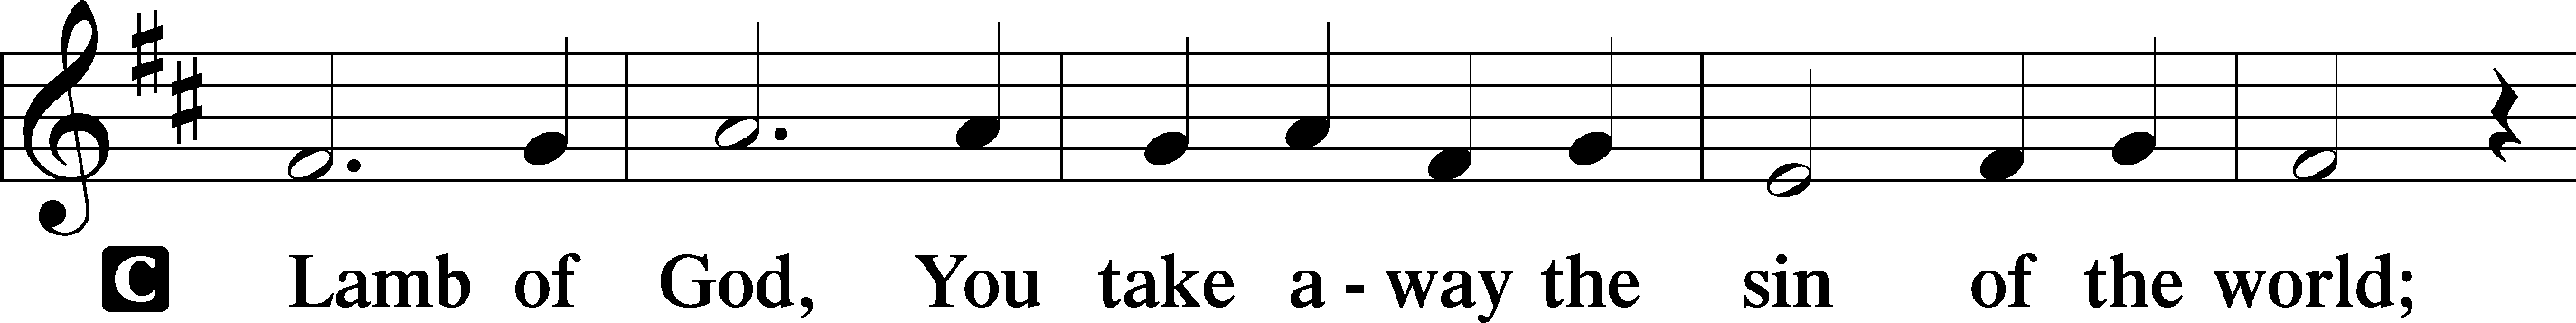 C Lamb of God, You take a - way the sin of the world;